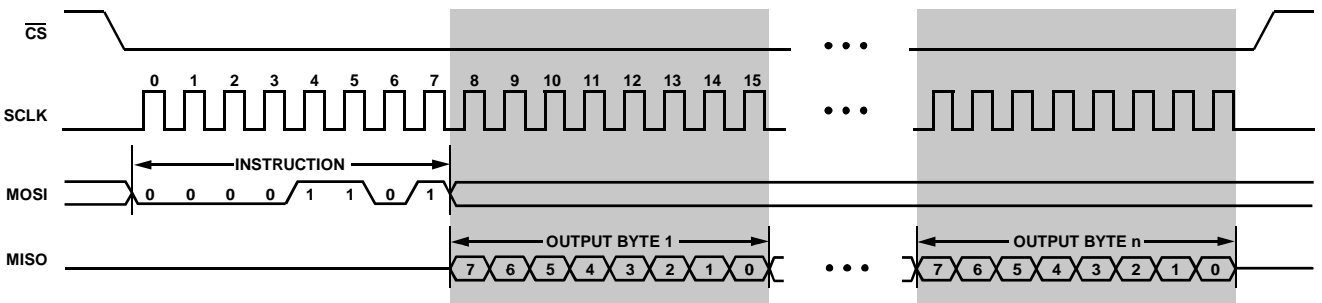 CS
0 1 2 3 4 5 6 7 8 9 10 11 12 13 14 15
SCLK
INSTRUCTION
MOSI 0 0 0 0 1 1 0 1
OUTPUT BYTE 1 OUTPUT BYTE n
MISO 7 6 5 4 3 2 1 0 7 6 5 4 3 2 1 0